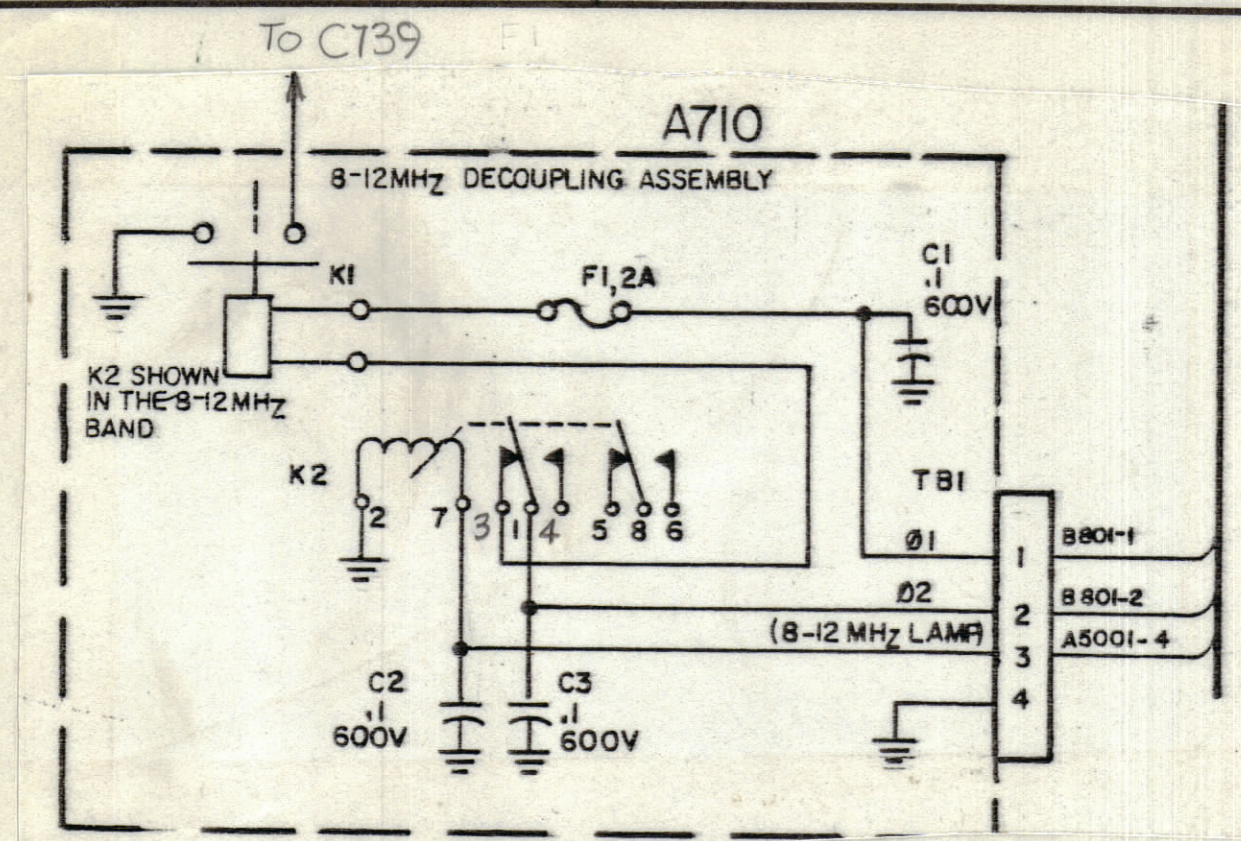 To C739
F1
A710
8-12MHz DECOUPLING ASSEMBLY
K1
F1,2A
C1
.1
600V
K2 SHOWN
IN THE 8-12MHz
BAND
K2
2
7
3
1
4
5
8
6
TB1
Ø1
1
B801-1
Ø2
2
B801-2
(8-12 MHz LAMP)
3
A5001-4
4
C2
.1
600V
C3
.1
600V